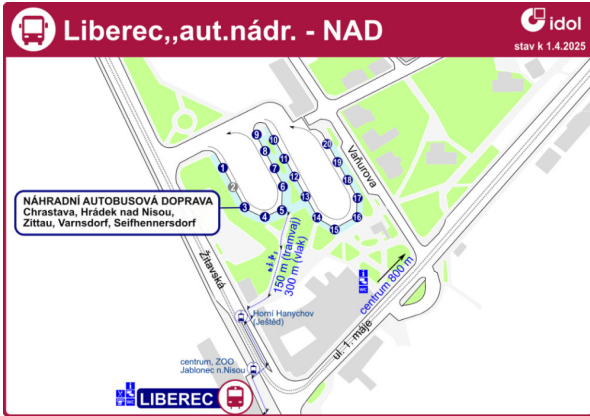 Liberec,,aut.nádr. - NAD
idol
stav k 1.4.2025
1
2
3
4
5
6
7
8
9
10
11
12
13
14
15
16
17
18
19
20
Vaňurova
NÁHRADNÍ AUTOBUSOVÁ DOPRAVA
Chrastava, Hrádek nad Nisou,
Zittau, Varnsdorf, Seifhennersdorf
Žitavská
150 m (tramvaj)
300 m (vlak)
centrum 800 m
Horní Hanychov
(Ještěd)
ul. 1. máje
centrum, ZOO
Jablonec n.Nisou
LIBEREC